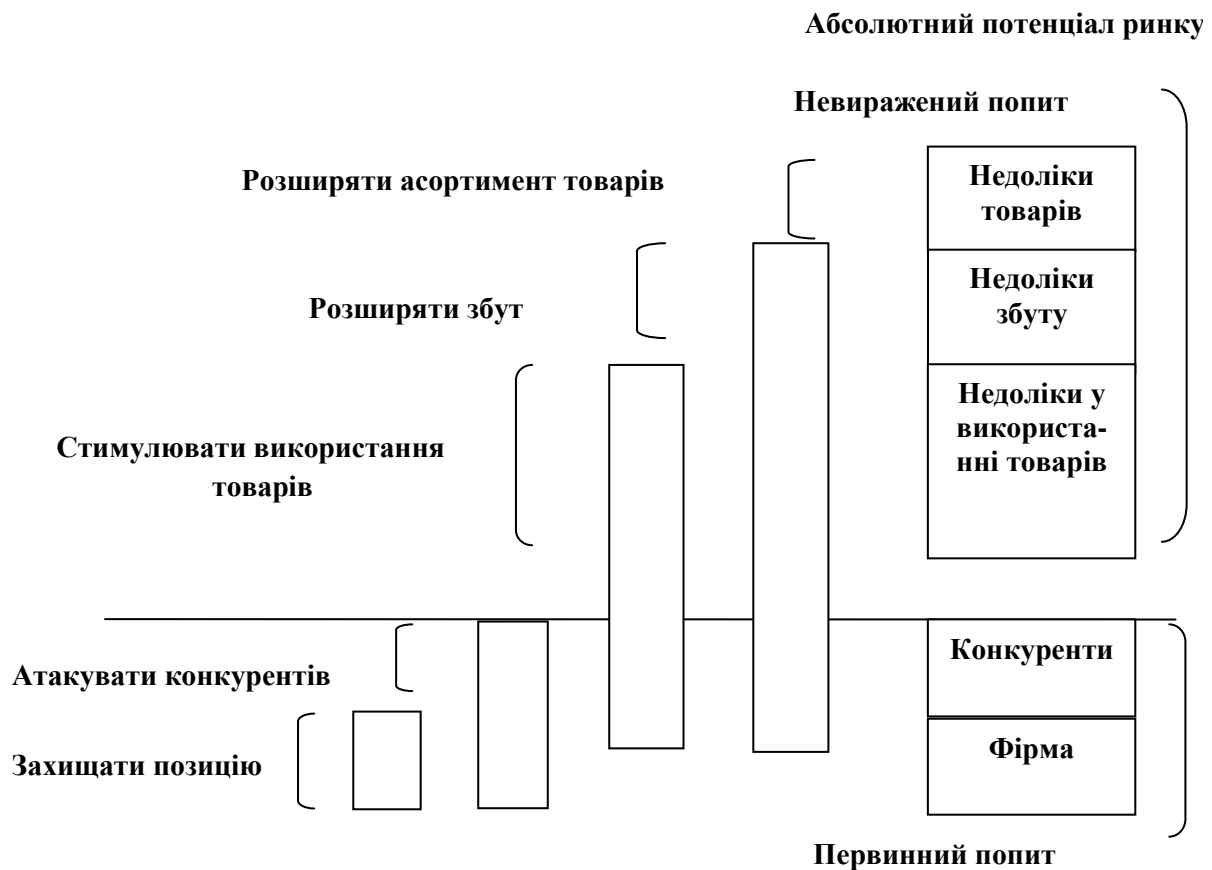 Абсолютний потенціал ринку
Невиражений попит
Розширяти асортимент товарів
Недоліки
товарів
Розширяти збут
Недоліки
збуту
Стимулювати використання
товарів
Недоліки у
використа-
нні товарів
Атакувати конкурентів
Конкуренти
Захищати позицію
Фірма
Первинний попит